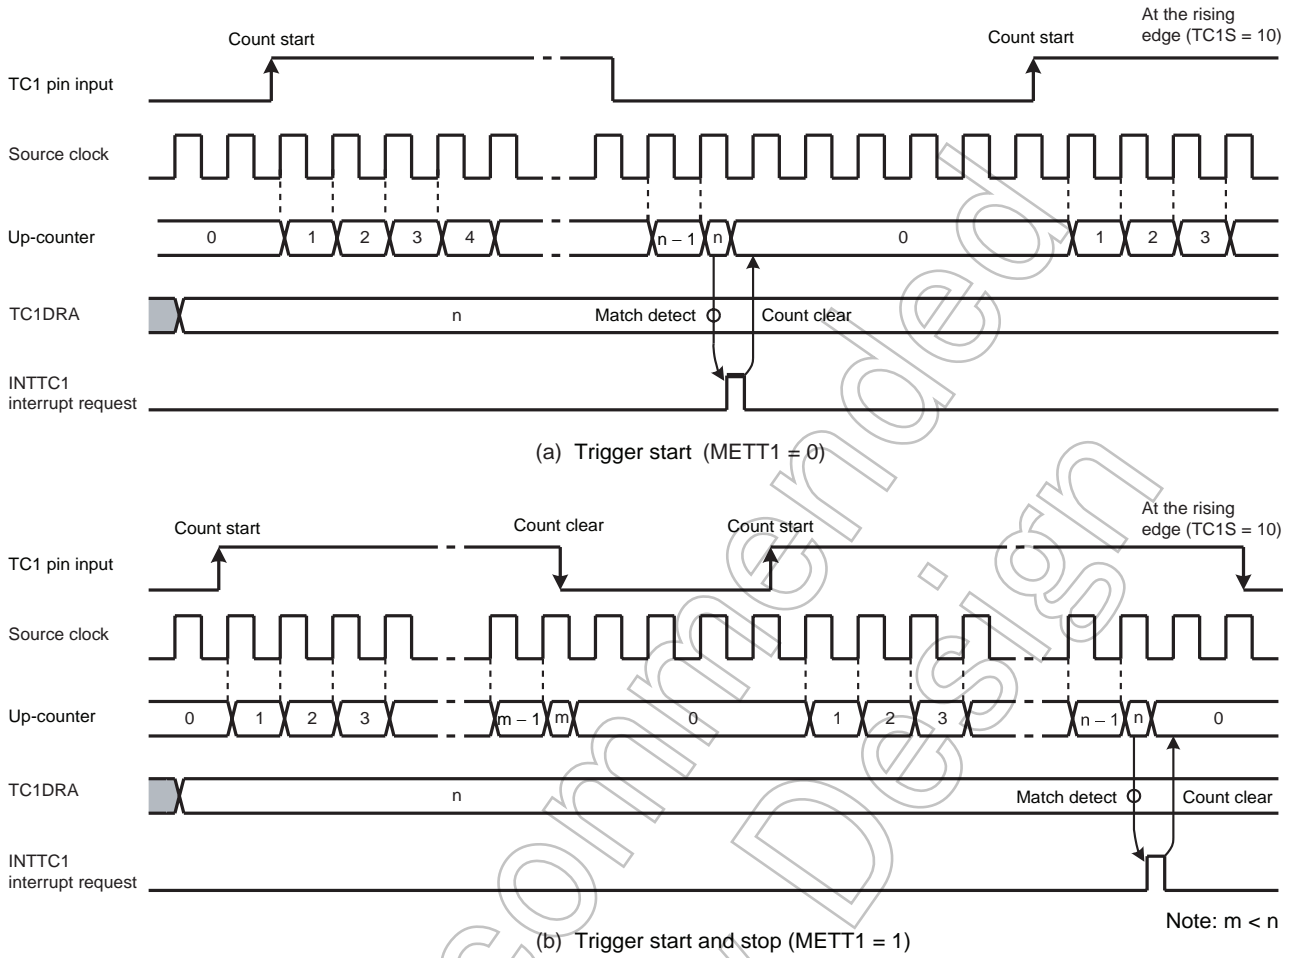 At the rising
edge (TC1S = 10)
Count start
Count start
TC1 pin input
Source clock
Up-counter
0 1 2 3 4 n – 1 n 0 1 2 3
TC1DRA
n
Match detect
Count clear
INTTC1
interrupt request
(a) Trigger start (METT1 = 0)
At the rising
edge (TC1S = 10)
Count start
Count clear
Count start
TC1 pin input
Source clock
Up-counter
0 1 2 3 m – 1 m 0 1 2 3 n – 1 n 0
TC1DRA
n
Match detect
Count clear
INTTC1
interrupt request
Note: m < n
(b) Trigger start and stop (METT1 = 1)